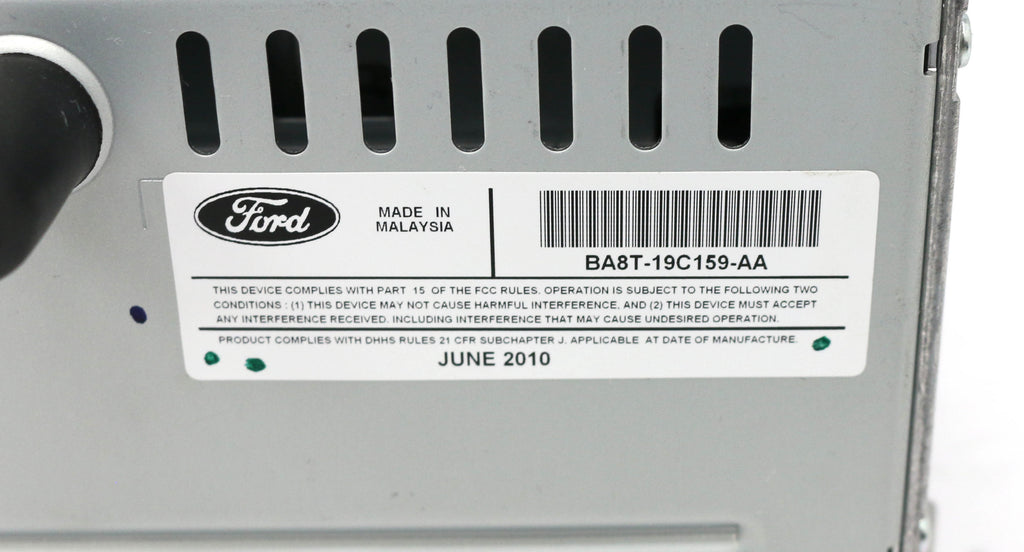 Ford
MADE IN
MALAYSIA
BA8T-19C159-AA
THIS DEVICE COMPLIES WITH PART 15 OF THE FCC RULES. OPERATION IS SUBJECT TO THE FOLLOWING TWO
CONDITIONS : (1) THIS DEVICE MAY NOT CAUSE HARMFUL INTERFERENCE, AND (2) THIS DEVICE MUST ACCEPT
ANY INTERFERENCE RECEIVED. INCLUDING INTERFERENCE THAT MAY CAUSE UNDESIRED OPERATION.
PRODUCT COMPLIES WITH DHHS RULES 21 CFR SUBCHAPTER J. APPLICABLE AT DATE OF MANUFACTURE.
JUNE 2010